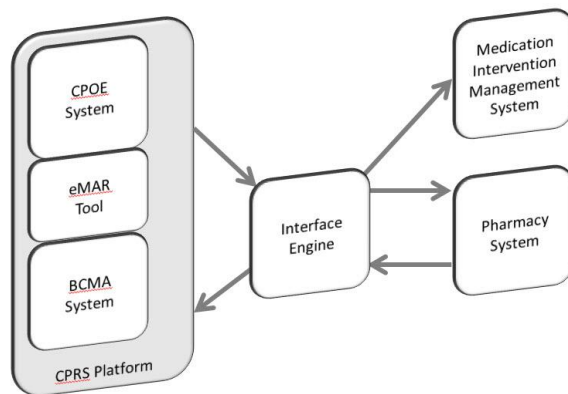 CPOE
System
eMAR
Tool
BCMA
System
CPRS Platform
Interface
Engine
Medication
Intervention
Management
System
Pharmacy
System